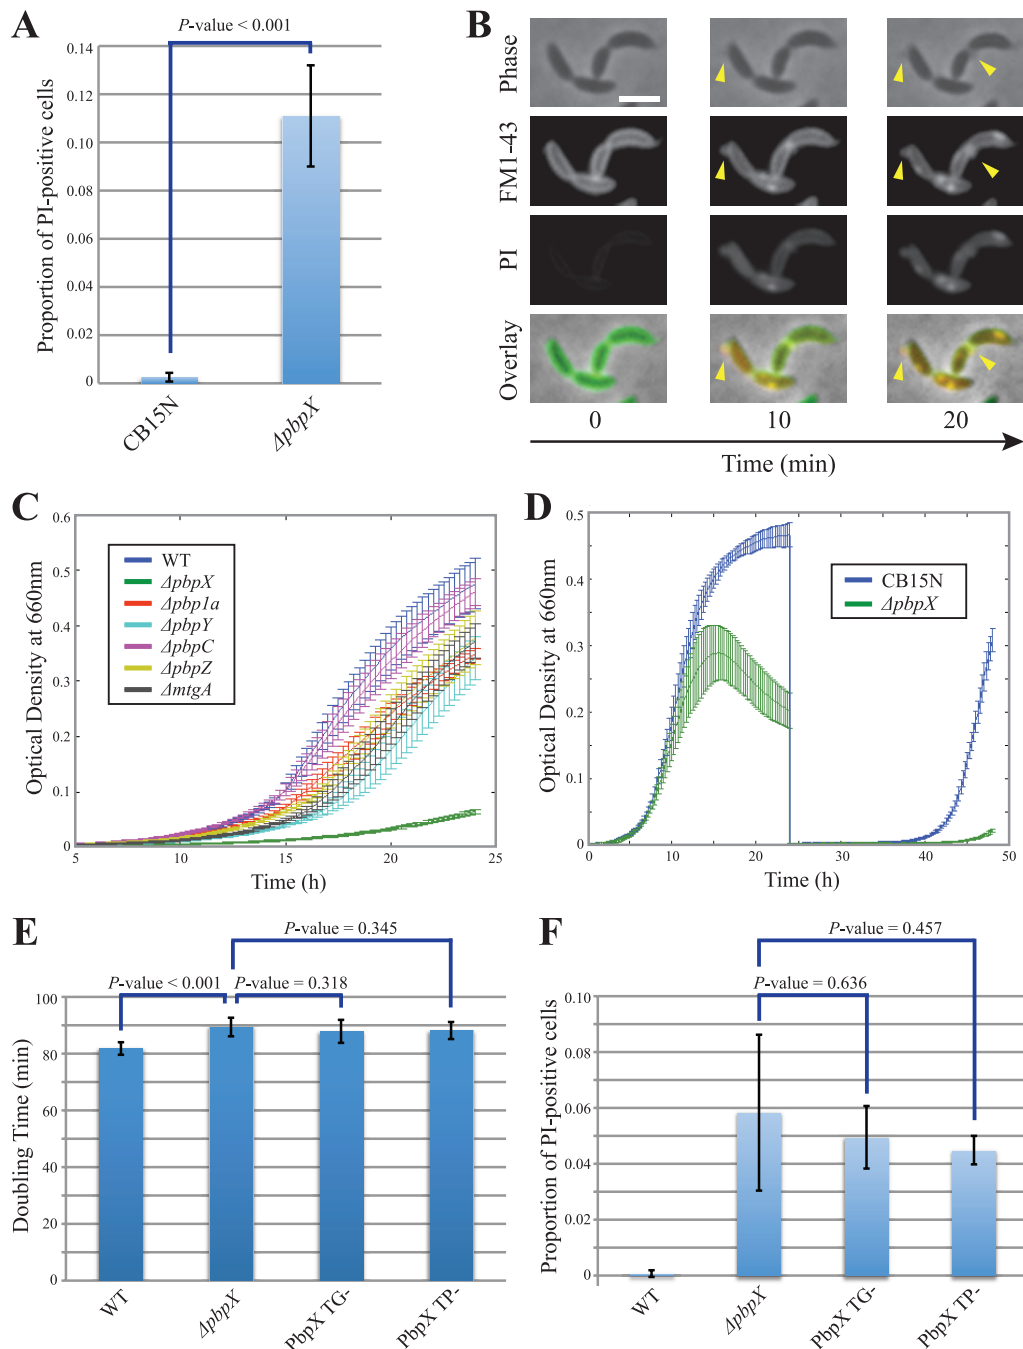 A
P-value < 0.001
Proportion of PI-positive cells
0.14
0.12
0.10
0.08
0.06
0.04
0.02
0
CB15N
ΔpbpX
B
Phase
FM1-43
PI
Overlay
0
10
20
Time (min)
C
Optical Density at 660nm
0.6
0.5
0.4
0.3
0.2
0.1
0
5
10
15
20
25
Time (h)
WT
ΔpbpX
Δpbp1a
ΔpbpY
ΔpbpC
ΔpbpZ
ΔmtgA
D
Optical Density at 660nm
0.5
0.4
0.3
0.2
0.1
0
0
10
20
30
40
50
Time (h)
CB15N
ΔpbpX
E
P-value = 0.345
P-value < 0.001
P-value = 0.318
Doubling Time (min)
100
80
60
40
20
0
WT
ΔpbpX
PbpX TG-
PbpX TP-
F
P-value = 0.457
P-value = 0.636
Proportion of PI-positive cells
0.10
0.08
0.06
0.04
0.02
0
WT
ΔpbpX
PbpX TG-
PbpX TP-